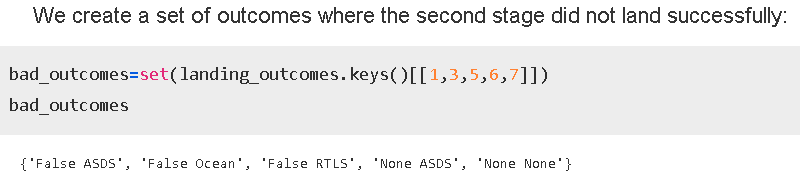 We create a set of outcomes where the second stage did not land successfully:
bad_outcomes=set(landing_outcomes.keys()[[1,3,5,6,7]])
bad_outcomes
{'False ASDS', 'False Ocean', 'False RTLS', 'None ASDS', 'None None'}